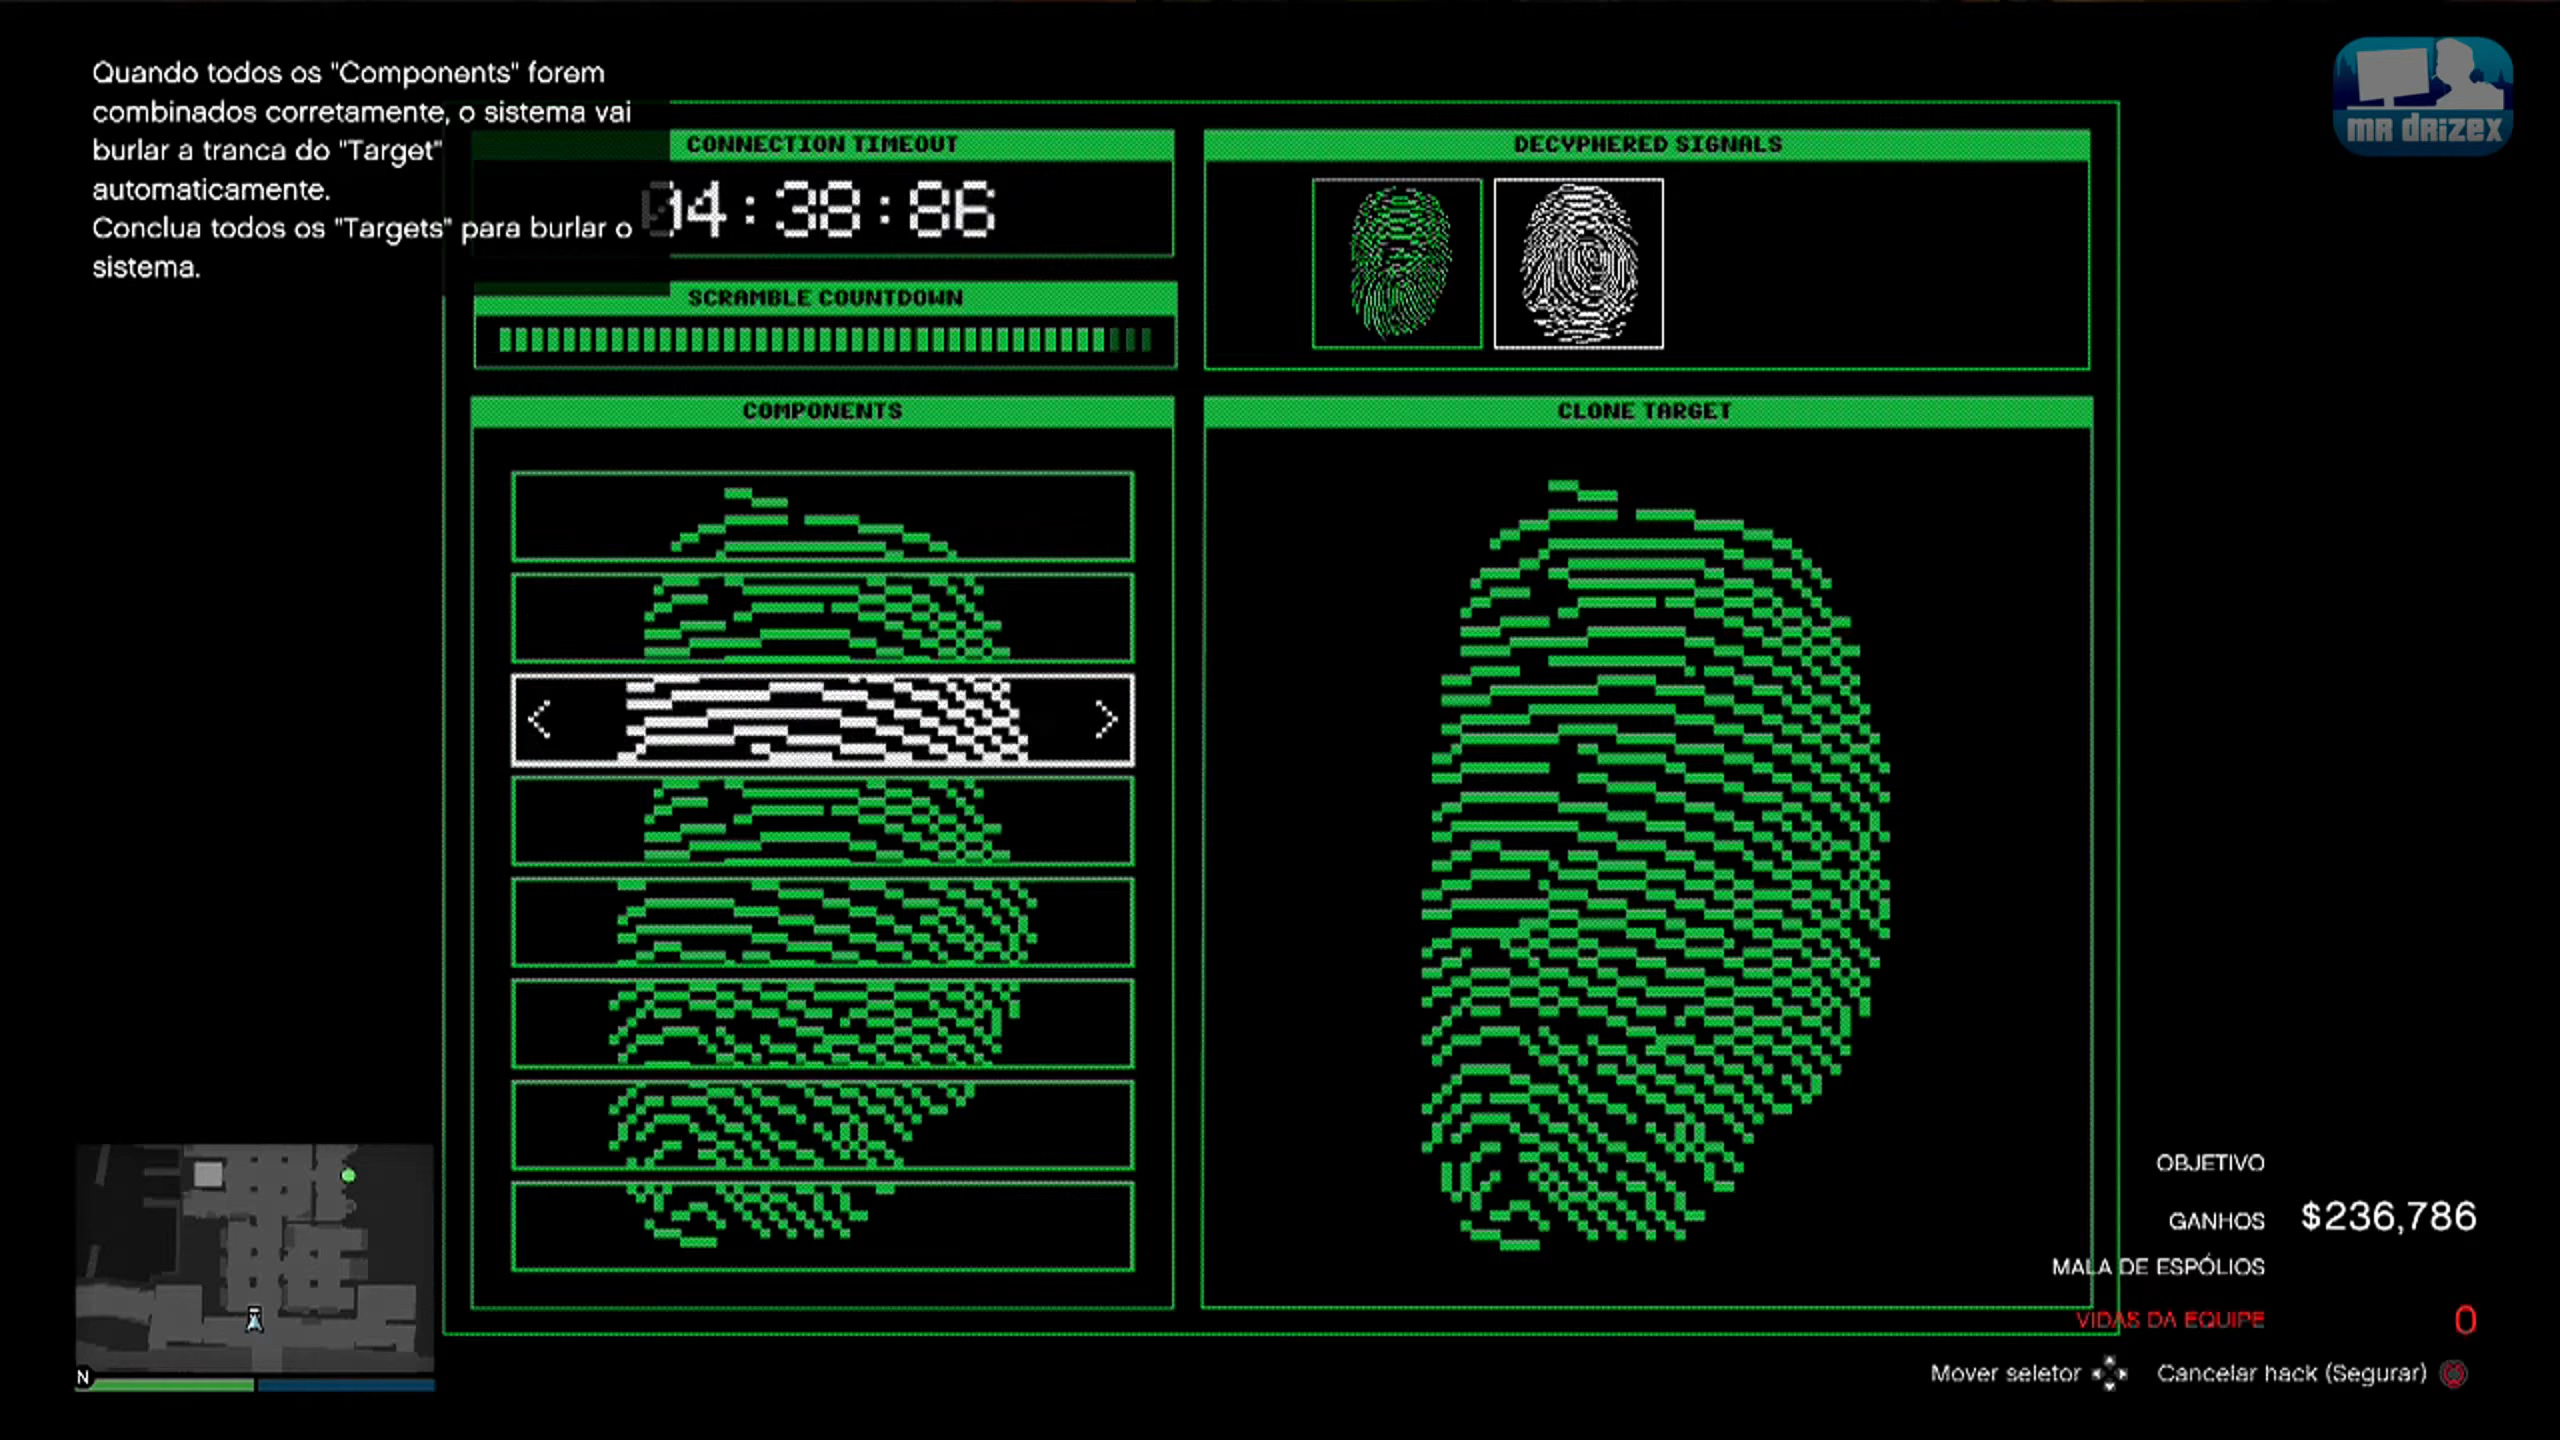 Quando todos os "Components" forem
combinados corretamente, o sistema vai
burlar a tranca do "Target"
automaticamente.
Conclua todos os "Targets" para burlar o
sistema.
CONNECTION TIMEOUT
04:38:86
SCRAMBLE COUNTDOWN
DECYPHERED SIGNALS
MR DRIZEX
COMPONENTS
CLONE TARGET
< >
N
OBJETIVO
GANHOS $236,786
MALA DE ESPÓLIOS
VIDAS DA EQUIPE 0
Mover seletor Cancelar hack (Segurar)